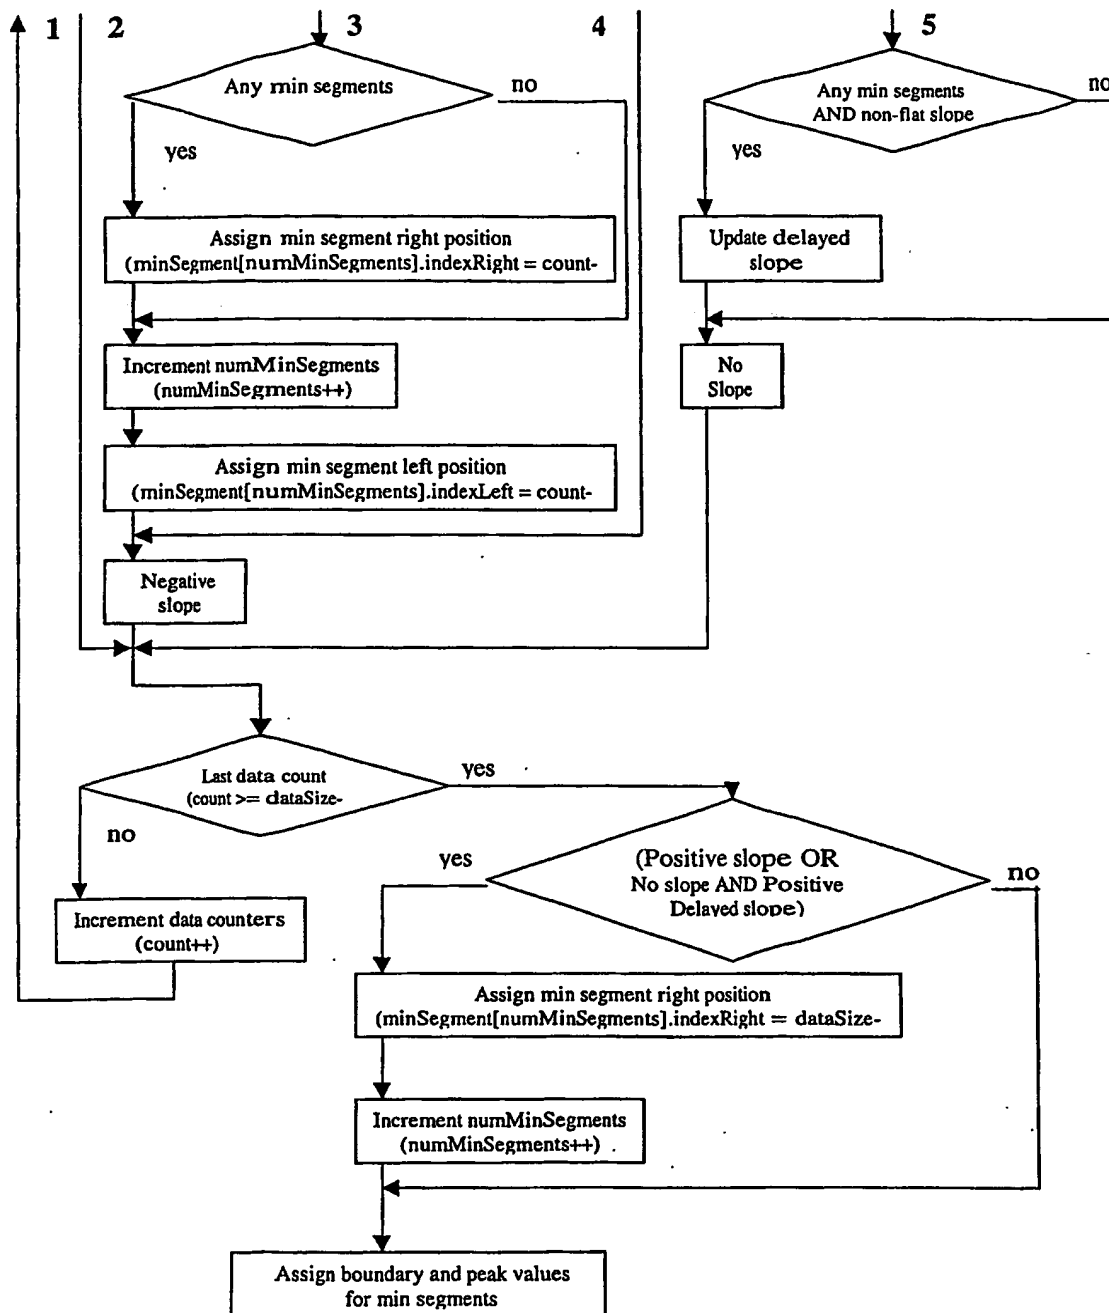 1 2 3 4 5
Any min segments
no
yes
Assign min segment right position
(minSegment[numMinSegments].indexRight = count-
Increment numMinSegments
(numMinSegments++)
Assign min segment left position
(minSegment[numMinSegments].indexLeft = count-
Negative
slope
Any min segments
AND non-flat slope
no
yes
Update delayed
slope
No
Slope
Last data count
(count >= dataSize-
yes
no
Increment data counters
(count++)
(Positive slope OR
No slope AND Positive
Delayed slope)
yes
no
Assign min segment right position
(minSegment[numMinSegments].indexRight = dataSize-
Increment numMinSegments
(numMinSegments++)
Assign boundary and peak values
for min segments